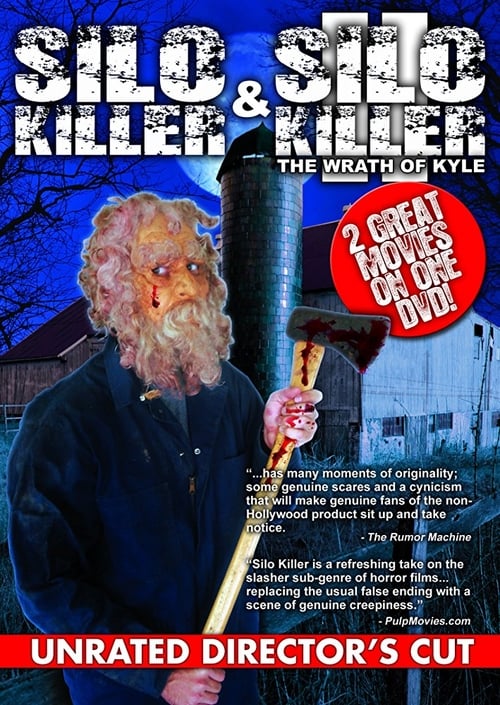 SILO
KILLER
&
SILO
KILLER
II
THE WRATH OF KYLE
2 GREAT
MOVIES
ON ONE
DVD!
“...has many moments of originality;
some genuine scares and a cynicism
that will make genuine fans of the non-
Hollywood product sit up and take
notice.
- The Rumor Machine
“Silo Killer is a refreshing take on the
slasher sub-genre of horror films...
replacing the usual false ending with a
scene of genuine creepiness.”
- PulpMovies.com
UNRATED DIRECTOR'S CUT